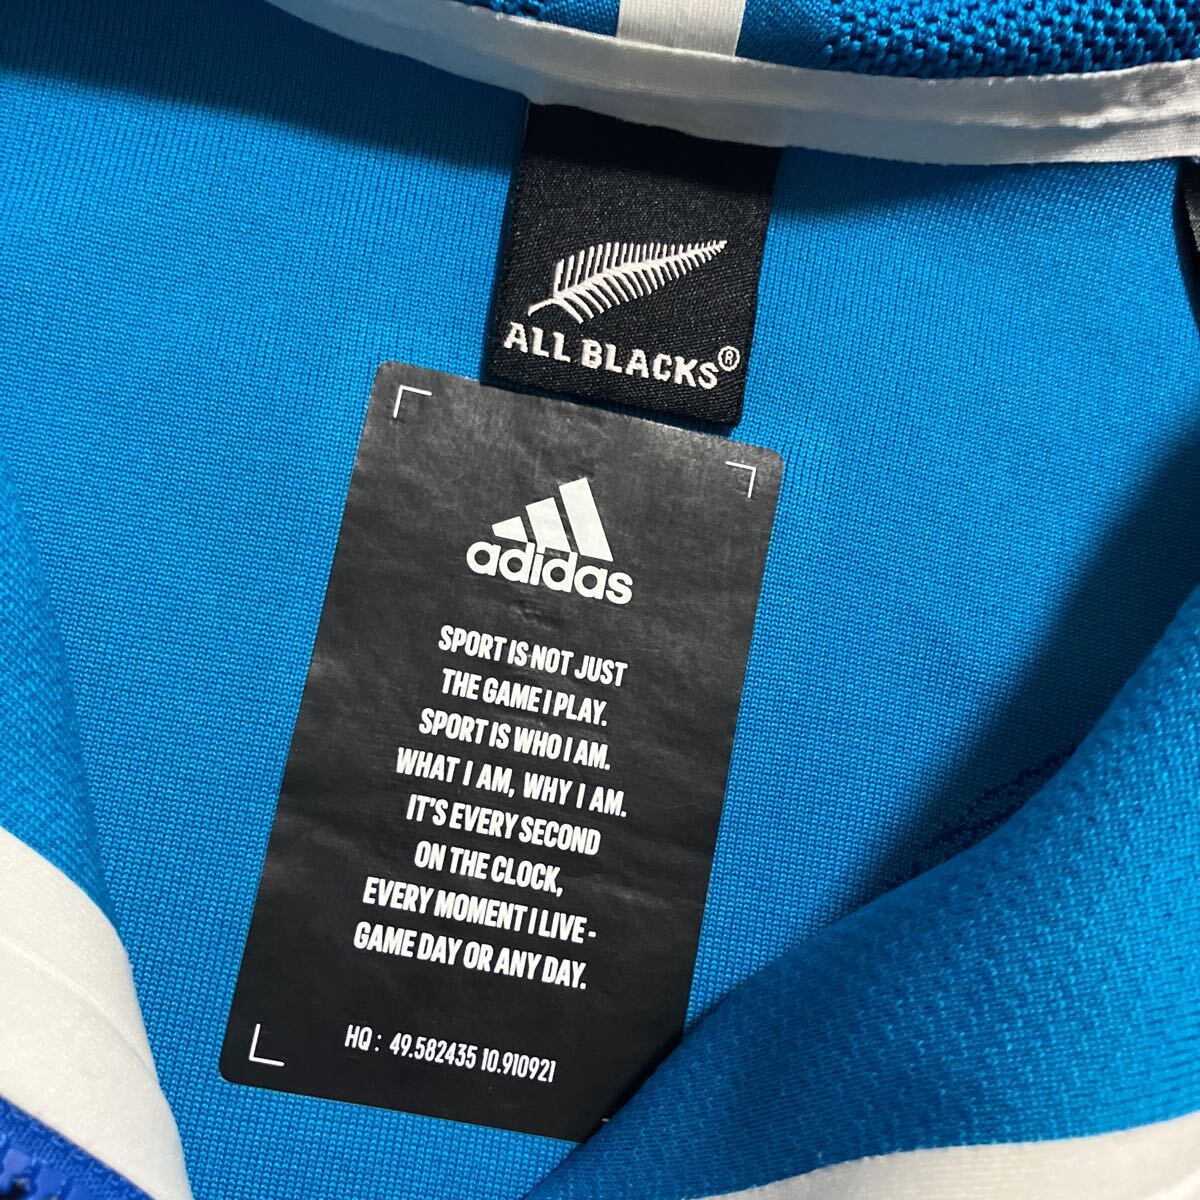 ALL BLACKS®
adidas
SPORT IS NOT JUST
THE GAME I PLAY.
SPORT IS WHO I AM.
WHAT I AM, WHY I AM.
IT'S EVERY SECOND
ON THE CLOCK,
EVERY MOMENT I LIVE -
GAME DAY OR ANY DAY.
HQ : 49.582435 10.910921